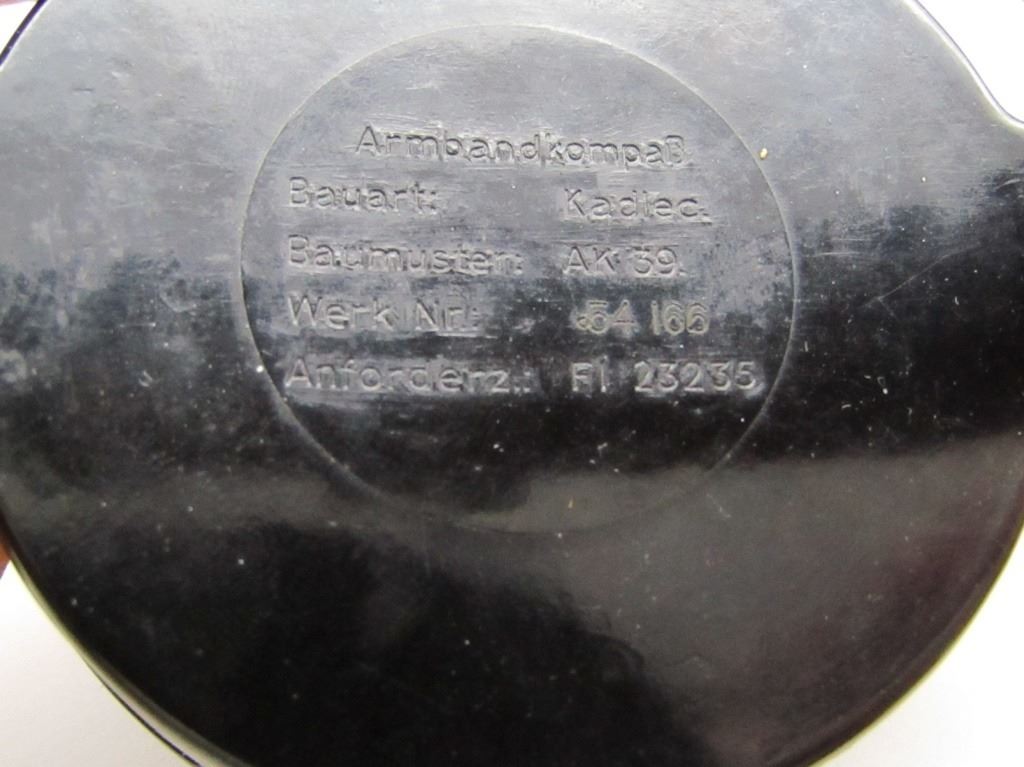 Armbandkompaß
Bauart: Kadlec.
Baumuster: AK 39.
Werk Nr.: 54 166
Anforderz.: Fl 23235